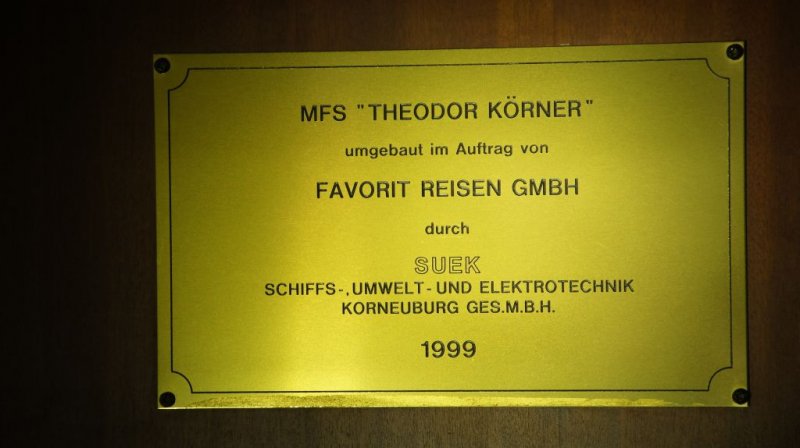 MFS "THEODOR KÖRNER"
umgebaut im Auftrag von
FAVORIT REISEN GMBH
durch
SUEK
SCHIFFS-, UMWELT- UND ELEKTROTECHNIK
KORNEUBURG GES.M.B.H.
1999